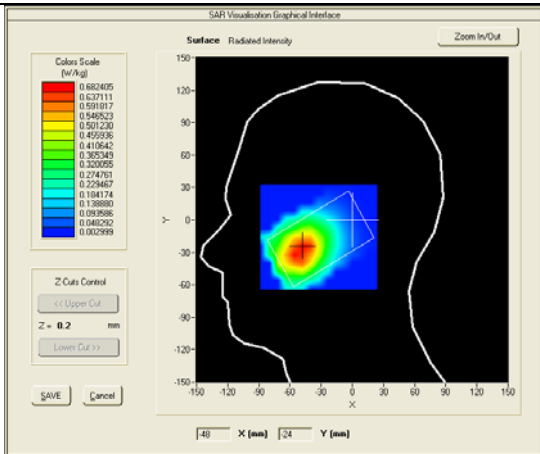 SAR Visualisation Graphical Interface
Surface Radiated Intensity
Zoom In/Out
Colors Scale
(W/kg)
0.682405
0.637111
0.591817
0.546523
0.501230
0.455936
0.410642
0.365349
0.320055
0.274761
0.229467
0.184174
0.138880
0.093586
0.048292
0.002999
Z-Cuts Control
<< Upper Cut
Z = 0.2 mm
Lower Cut >>
SAVE Cancel
150-
120-
90-
60-
30-
0-
-30-
-60-
-90-
-120-
-150-
Y
-150 -120 -90 -60 -30 0 30 60 90 120 150
X
-48 X (mm) -24 Y (mm)